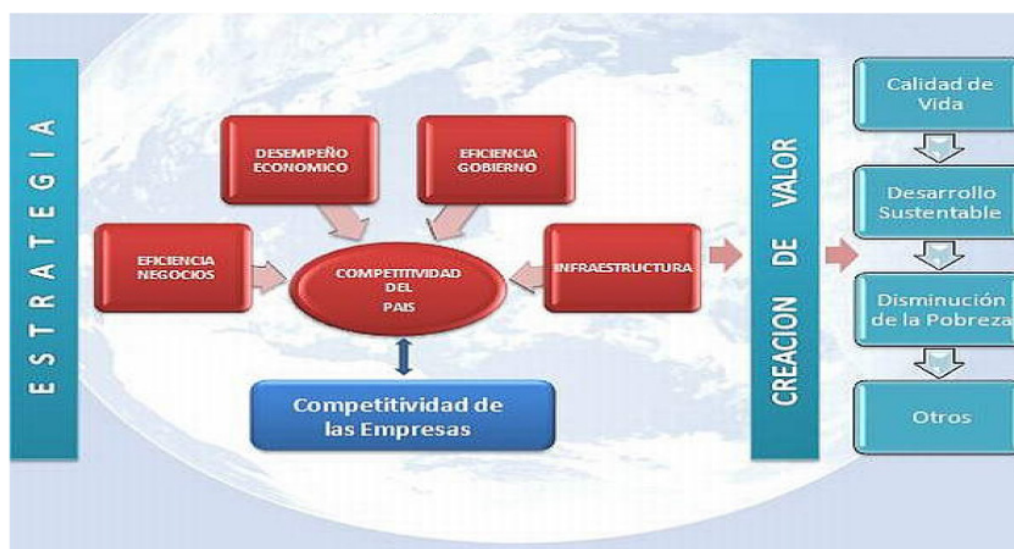 ESTRATEGIA
DESEMPEÑO
ECONOMICO
EFICIENCIA
GOBIERNO
EFICIENCIA
NEGOCIOS
COMPETITIVIDAD
DEL
PAIS
INFRAESTRUCTURA
Competitividad de
las Empresas
CREACION DE VALOR
Calidad de
Vida
Desarrollo
Sustentable
Disminución
de la Pobreza
Otros